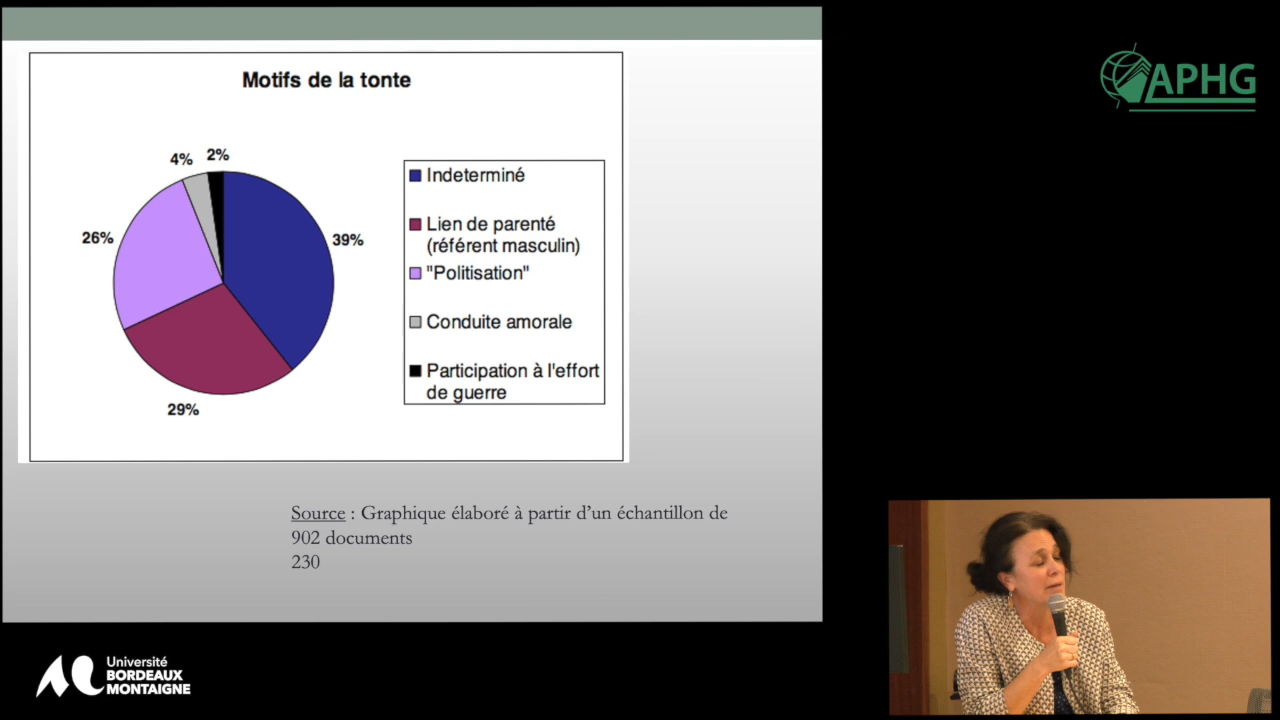 Motifs de la tonte
4%
2%
26%
39%
29%
Indeterminé
Lien de parenté
(référent masculin)
"Politisation"
Conduite amorale
Participation à l'effort
de guerre
Source : Graphique élaboré à partir d'un échantillon de
902 documents
230
APHG
Université
BORDEAUX
MONTAIGNE